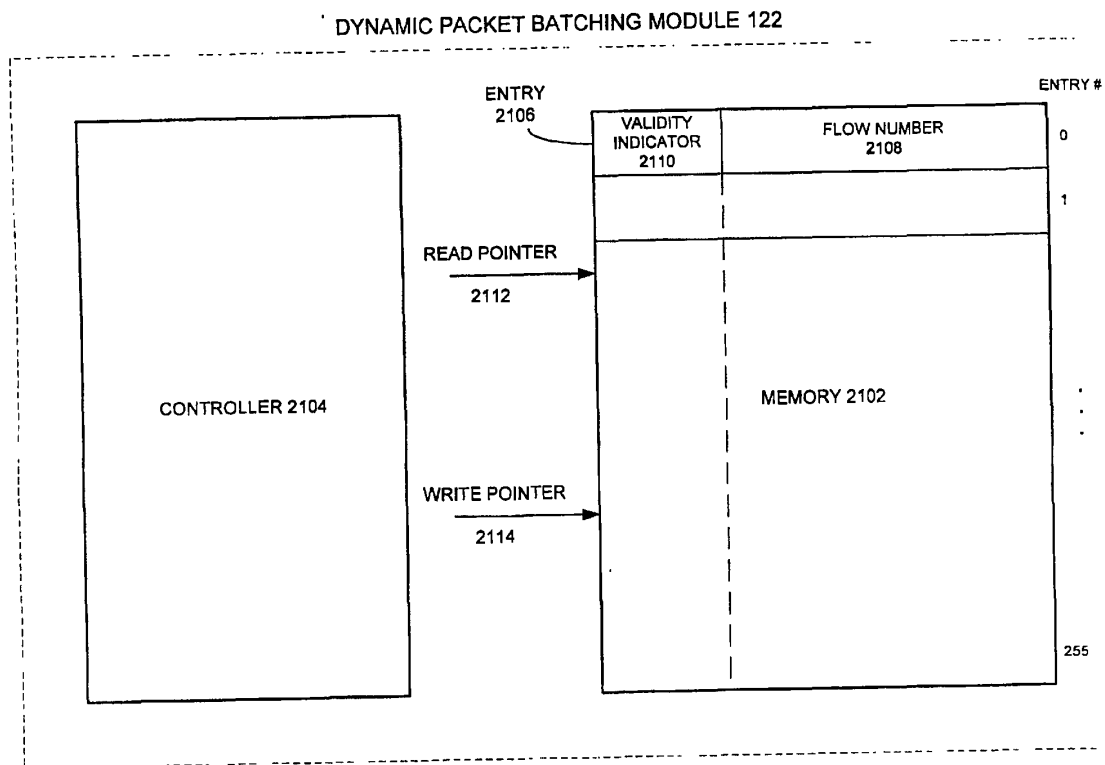 DYNAMIC PACKET BATCHING MODULE 122
ENTRY #
ENTRY
2106
VALIDITY
INDICATOR
2110
FLOW NUMBER
2108
0
1
READ POINTER
2112
CONTROLLER 2104
MEMORY 2102
WRITE POINTER
2114
255